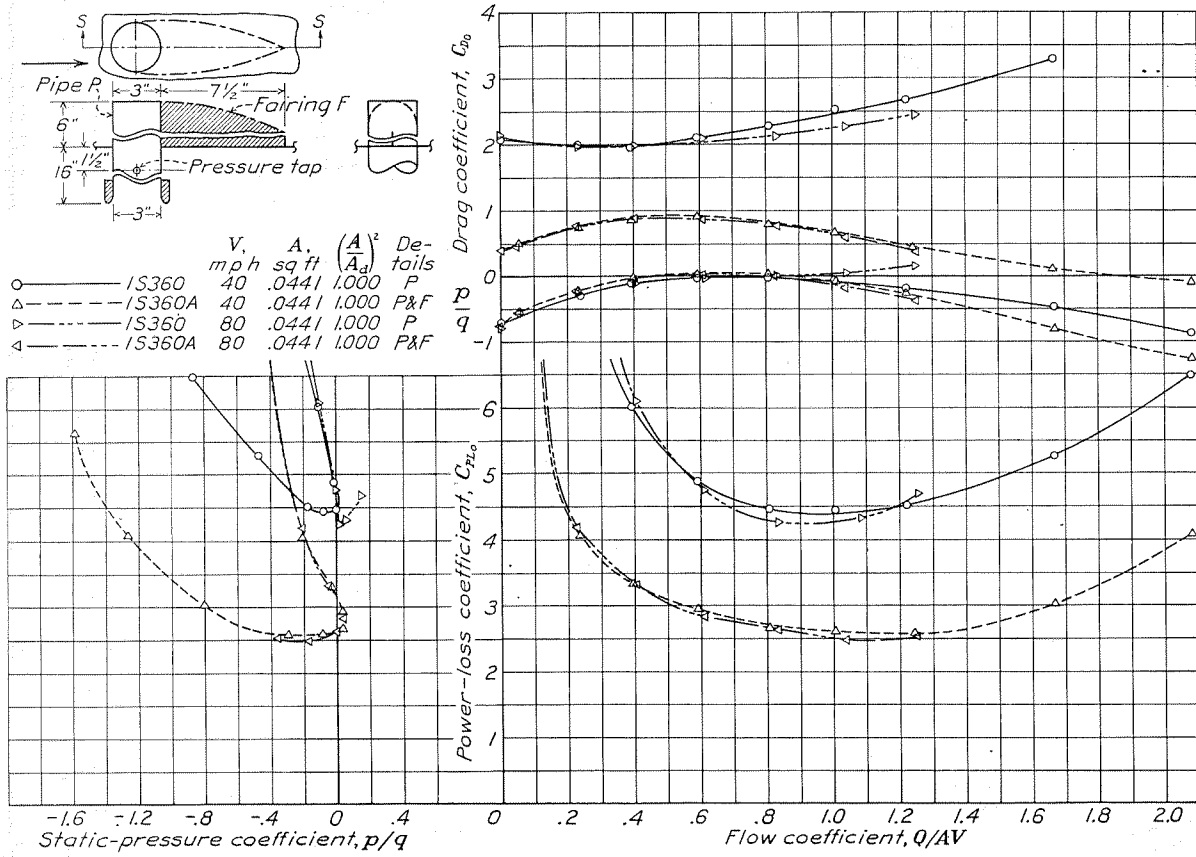 S S
Pipe P.
3" 7½"
Fairing F
6"
1½"
16"
Pressure tap
3"
V, A, (A/A_d)² De-
mph sq ft tails
IS360 40 .0441 1.000 P
IS360A 40 .0441 1.000 P&F
IS360 80 .0441 1.000 P
IS360A 80 .0441 1.000 P&F
Drag coefficient, C_Do
4
3
2
1
0
-1
p/q
Power-loss coefficient, C_PLo
6
5
4
3
2
1
-1.6 -1.2 -.8 -.4 0 .4
Static-pressure coefficient, p/q
0 .2 .4 .6 .8 1.0 1.2 1.4 1.6 1.8 2.0
Flow coefficient, Q/AV